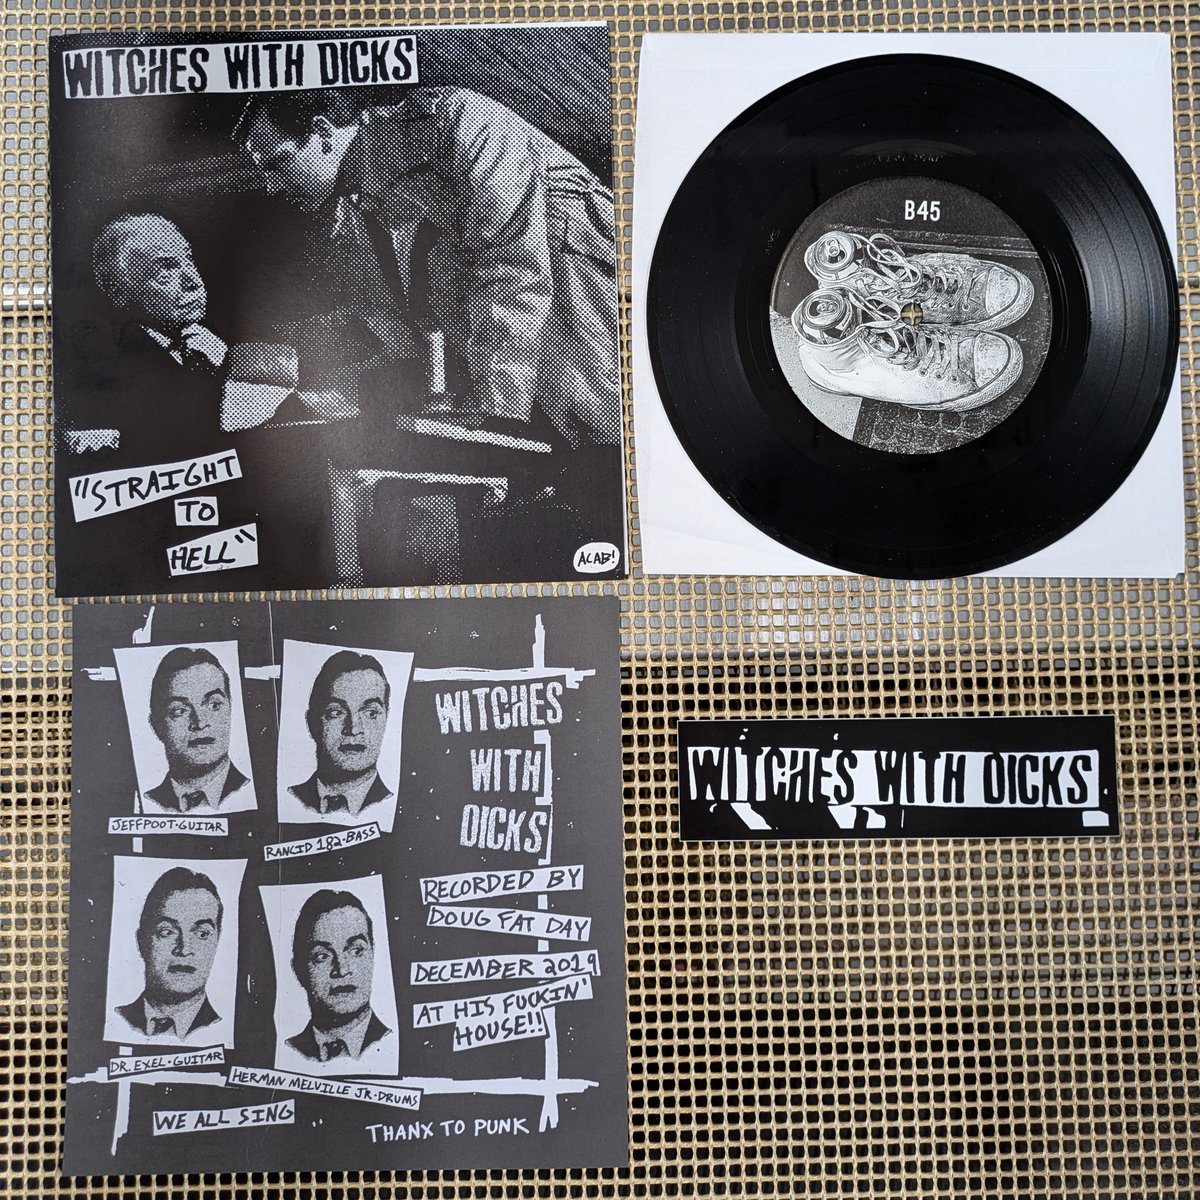 WITCHES WITH DICKS
"STRAIGHT
TO
HELL"
ACAB!
B45
JEFFPOOT·GUITAR
RANCID 182·BASS
DR. EXEL·GUITAR
HERMAN MELVILLE JR·DRUMS
WE ALL SING
WITCHES
WITH
DICKS
RECORDED BY
DOUG FAT DAY
DECEMBER 2019
AT HIS FUCKIN'
HOUSE!!
THANX TO PUNK
WITCHES WITH DICKS